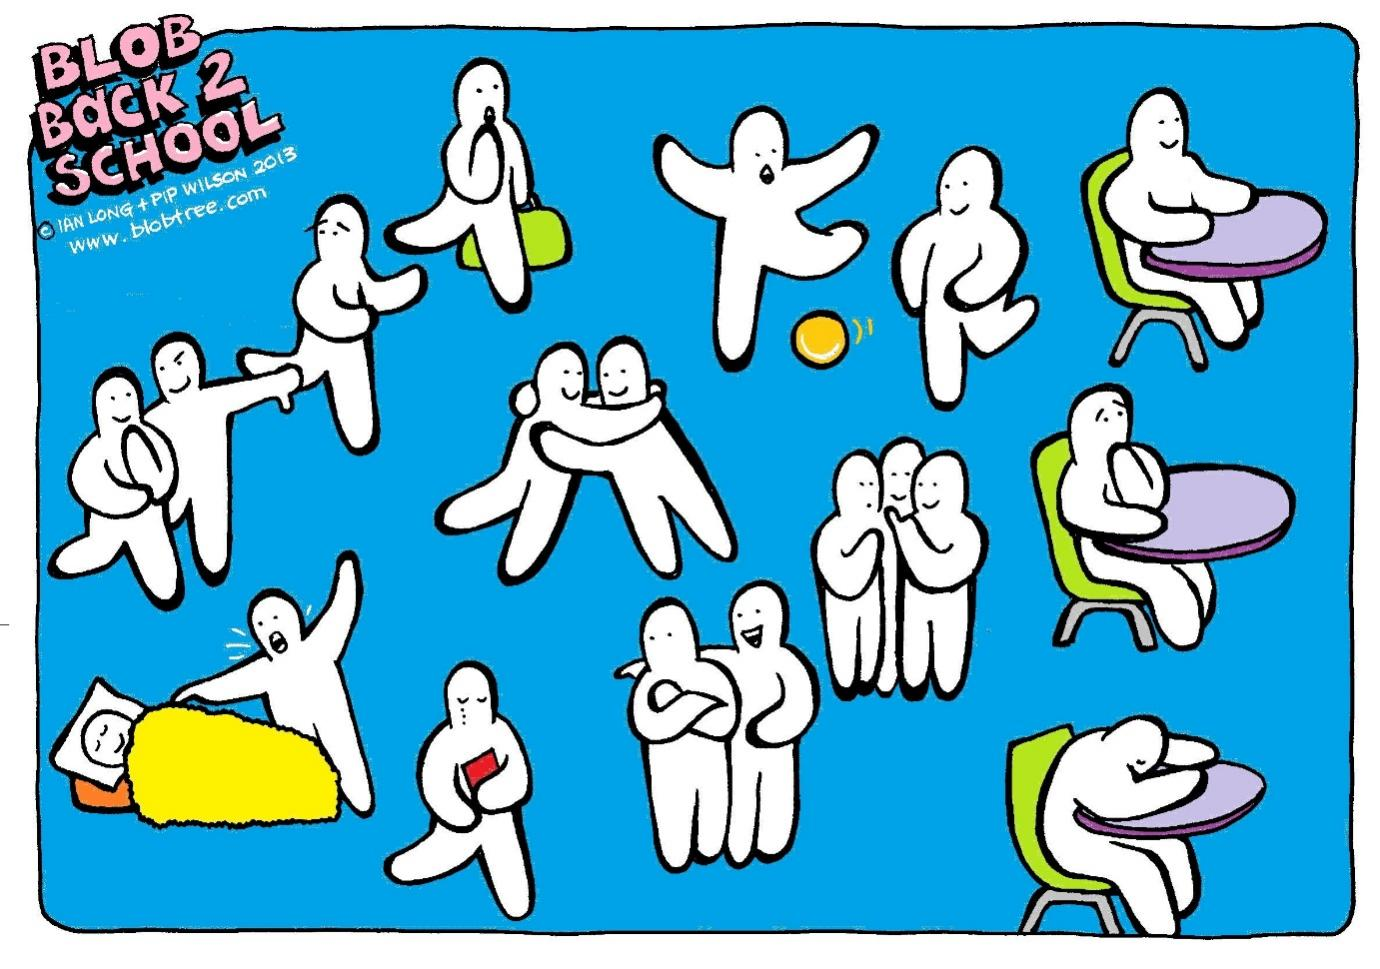 BLOB
Back 2
SCHOOL
© IAN LONG + PIP WILSON 2013
www.blobtree.com